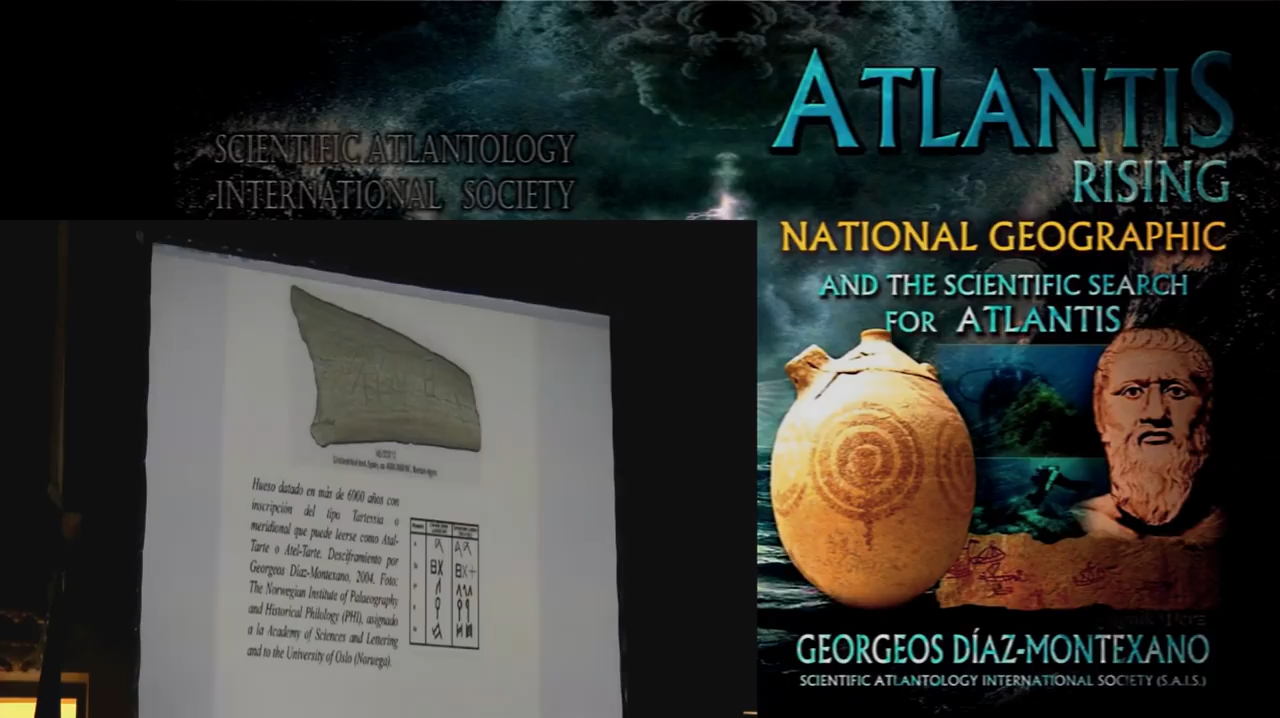 SCIENTIFIC ATLANTOLOGY
INTERNATIONAL SOCIETY
ATLANTIS
RISING
NATIONAL GEOGRAPHIC
AND THE SCIENTIFIC SEARCH
FOR ATLANTIS
Hueso datado en más de 6000 años con
inscripción del tipo Tartessia o
meridional que puede leerse como Atal-
Tarte o Atel-Tarte. Desciframiento por
Georgeos Díaz-Montexano, 2004. Foto:
The Norwegian Institute of Palaeography
and Historical Philology (PHI), asignado
a la Academy of Sciences and Lettering
and to the University of Oslo (Noruega).
GEORGEOS DÍAZ-MONTEXANO
SCIENTIFIC ATLANTOLOGY INTERNATIONAL SOCIETY (S.A.I.S.)